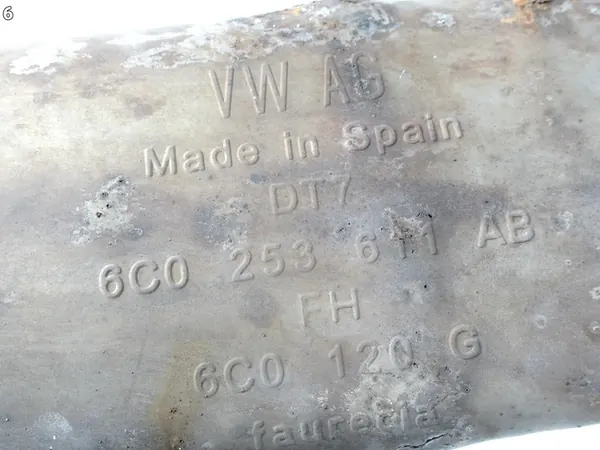 6
VW AG
Made in Spain
DT7
6C0 253 611 AB
FH
6C0 120 G
faurecia